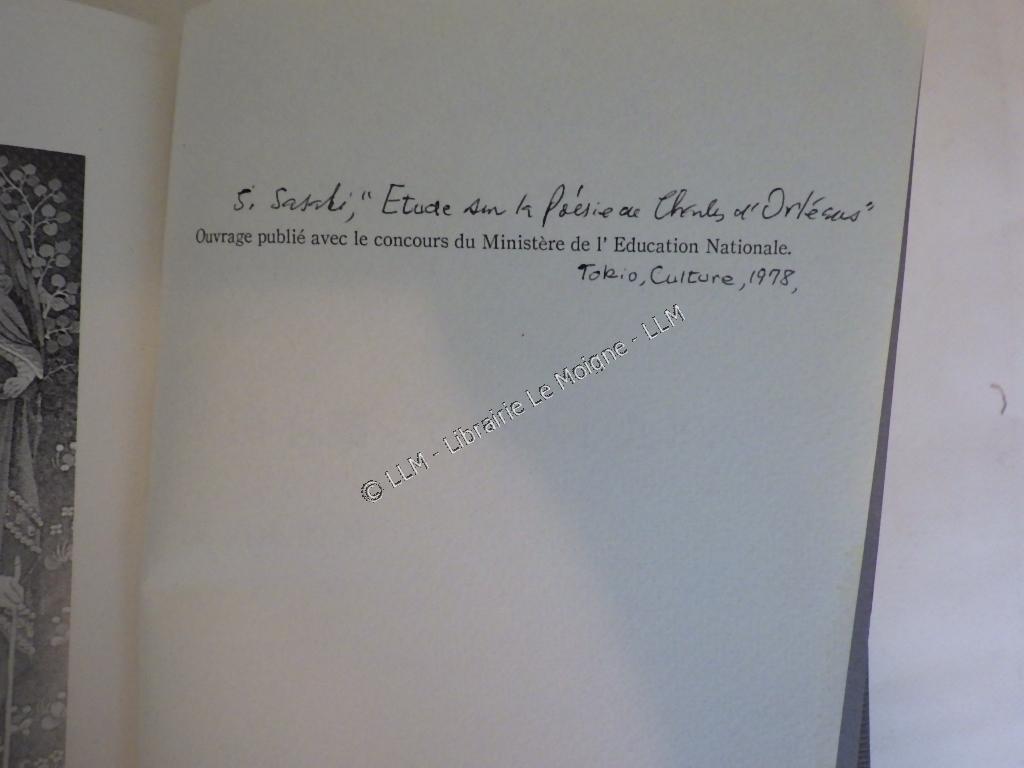 S. Sasaki, "Etude sur la Poésie de Charles d'Orléans"
Ouvrage publié avec le concours du Ministère de l' Education Nationale.
Tokio, Culture, 1978,
© LLM - Librairie Le Moigne - LLM